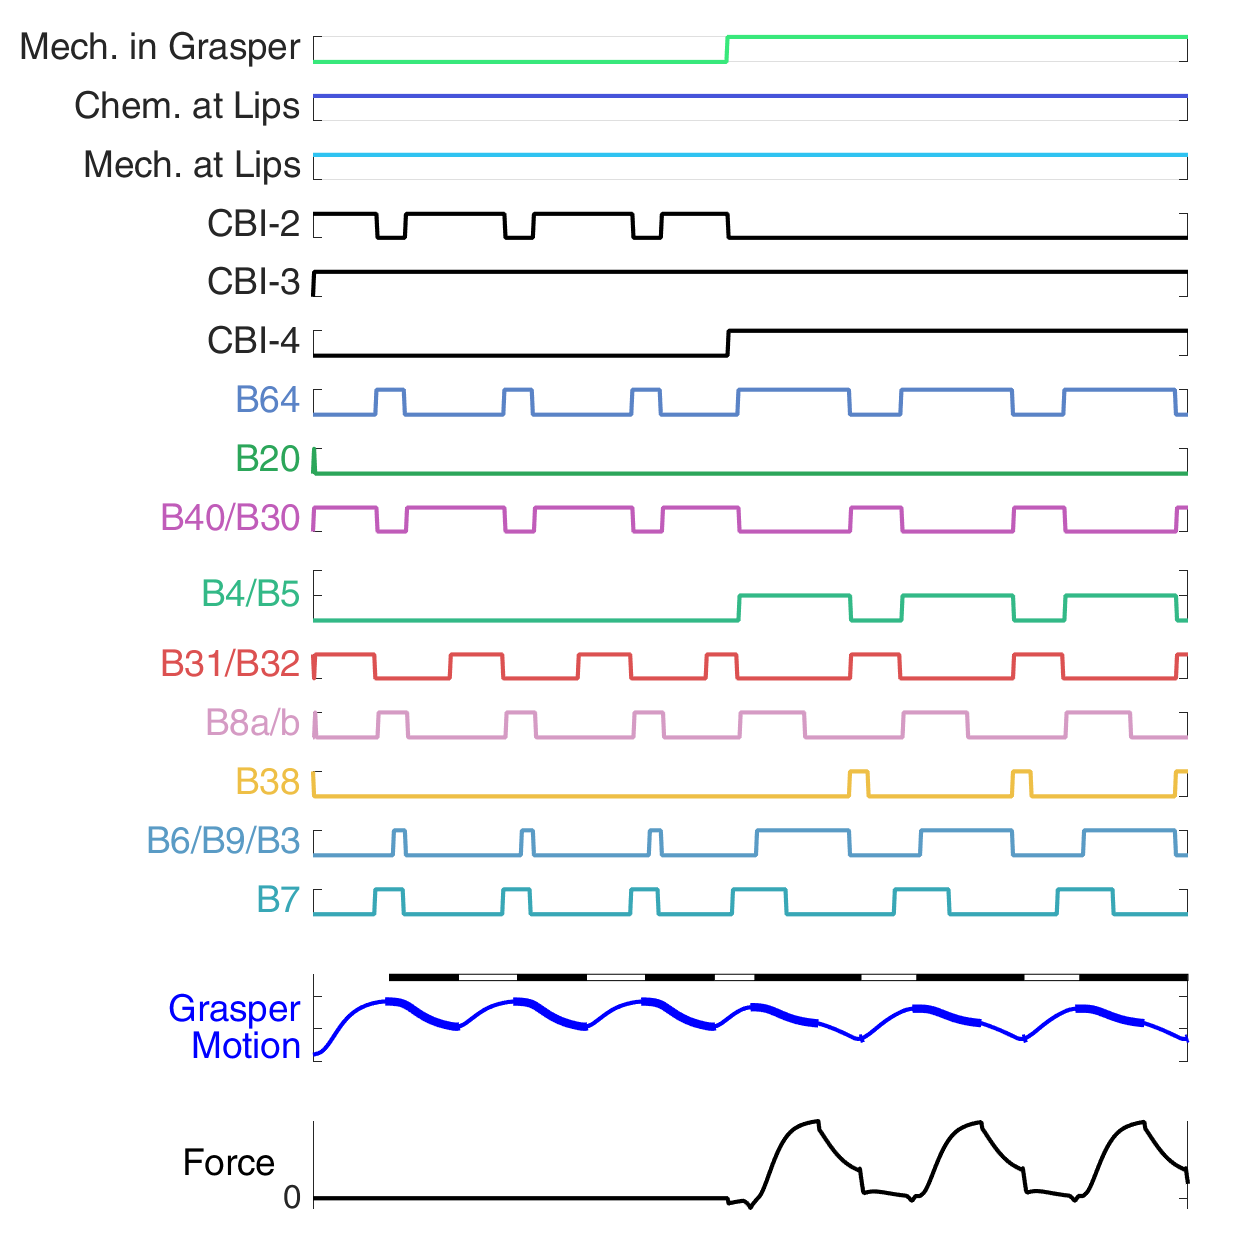 Mech. in Grasper
Chem. at Lips
Mech. at Lips
CBI-2
CBI-3
CBI-4
B64
B20
B40/B30
B4/B5
B31/B32
B8a/b
B38
B6/B9/B3
B7
Grasper
Motion
Force
0